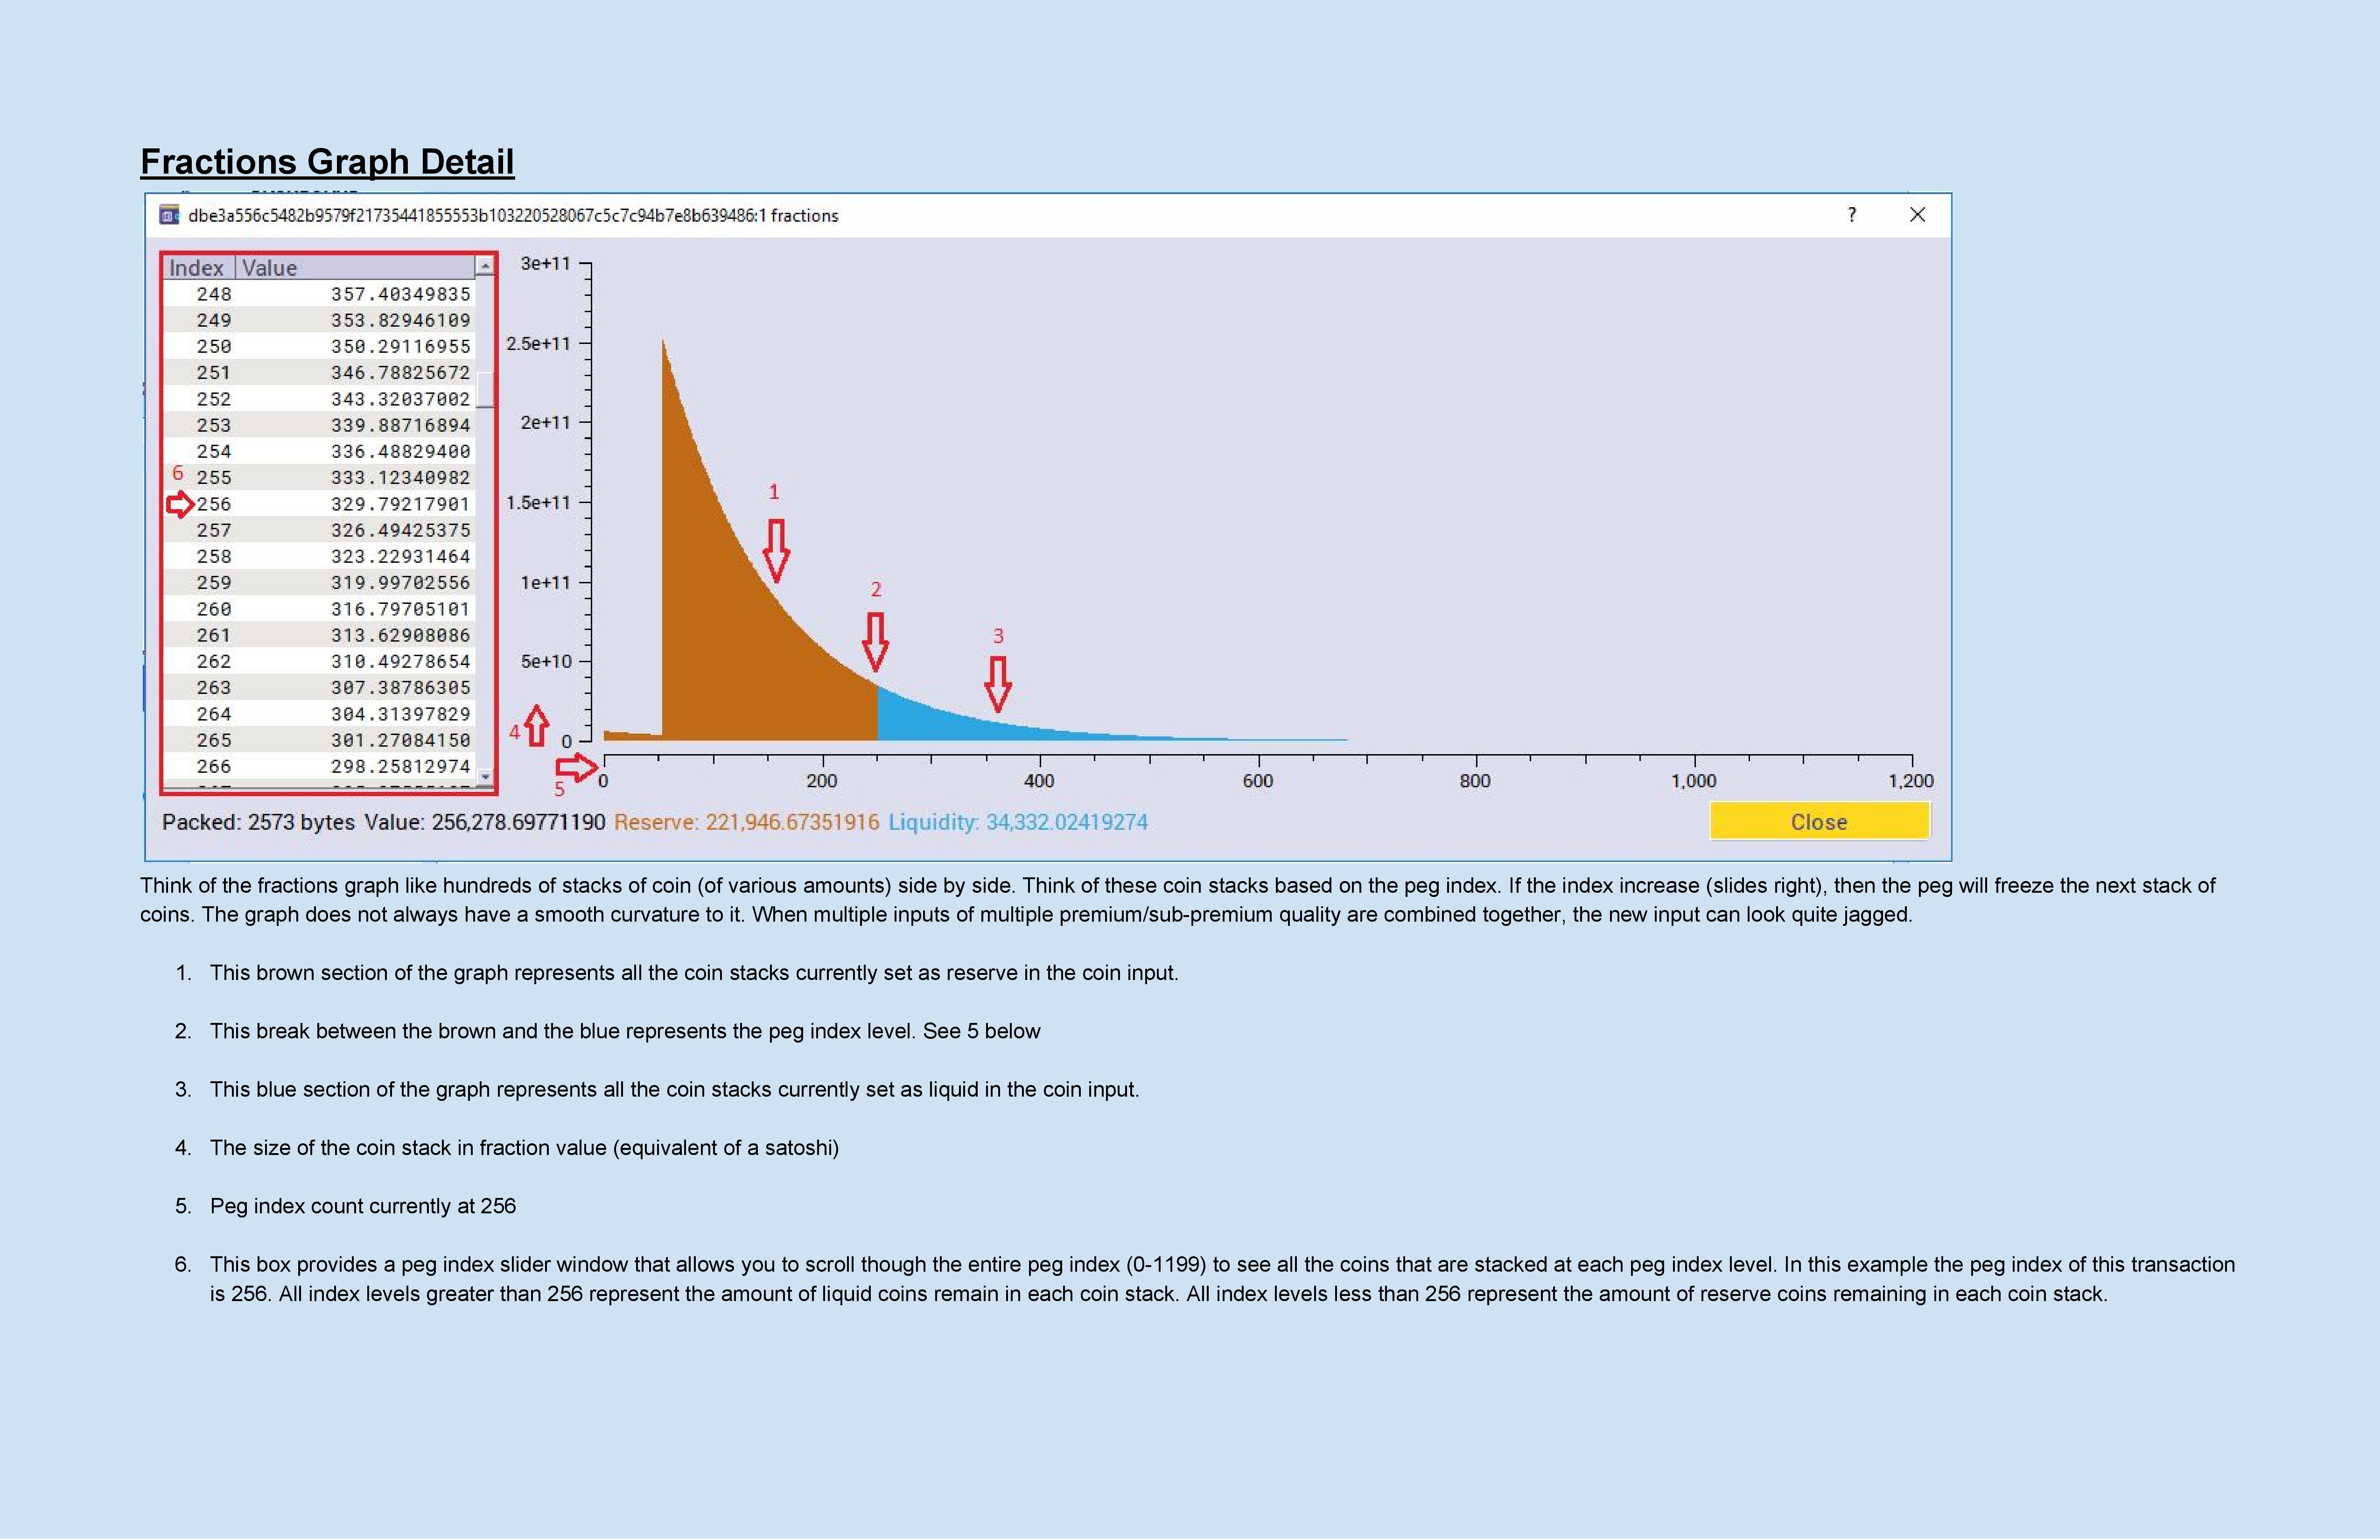 Fractions Graph Detail
dbe3a556c5482b9579f21735441855553b103220528067c5c7c94b7e8b639486:1 fractions
?
Index Value
248 357.40349835
249 353.82946109
250 350.29116955
251 346.78825672
252 343.32037002
253 339.88716894
254 336.48829400
6 255 333.12340982
256 329.79217901
257 326.49425375
258 323.22931464
259 319.99702556
260 316.79705101
261 313.62908086
262 310.49278654
263 307.38786305
264 304.31397829
265 301.27084150
266 298.25812974
3e+11
2.5e+11
2e+11
1.5e+11
1e+11
5e+10
0
1
2
3
4
5
0 200 400 600 800 1,000 1,200
Packed: 2573 bytes Value: 256,278.69771190 Reserve: 221,946.67351916 Liquidity: 34,332.02419274
Close
Think of the fractions graph like hundreds of stacks of coin (of various amounts) side by side. Think of these coin stacks based on the peg index. If the index increase (slides right), then the peg will freeze the next stack of
coins. The graph does not always have a smooth curvature to it. When multiple inputs of multiple premium/sub-premium quality are combined together, the new input can look quite jagged.
1. This brown section of the graph represents all the coin stacks currently set as reserve in the coin input.
2. This break between the brown and the blue represents the peg index level. See 5 below
3. This blue section of the graph represents all the coin stacks currently set as liquid in the coin input.
4. The size of the coin stack in fraction value (equivalent of a satoshi)
5. Peg index count currently at 256
6. This box provides a peg index slider window that allows you to scroll though the entire peg index (0-1199) to see all the coins that are stacked at each peg index level. In this example the peg index of this transaction
is 256. All index levels greater than 256 represent the amount of liquid coins remain in each coin stack. All index levels less than 256 represent the amount of reserve coins remaining in each coin stack.